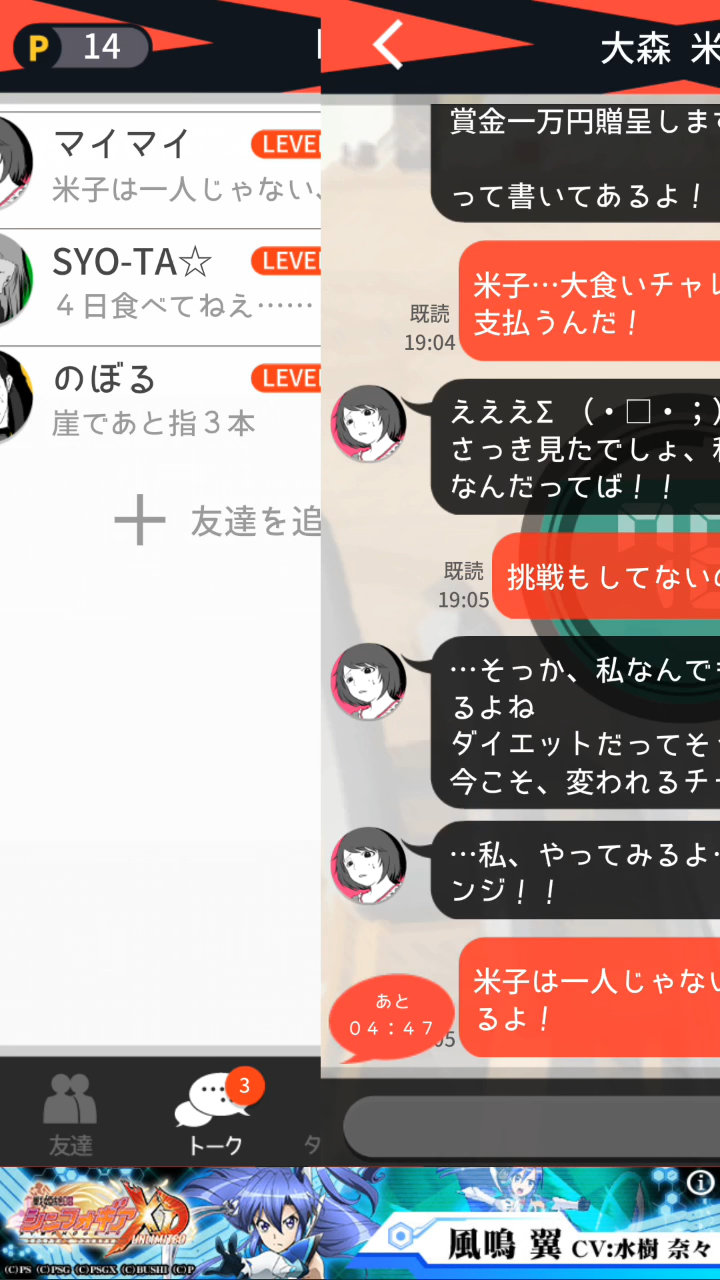 P 14
マイマイ
LEVE
米子は一人じゃない、
SYO-TA☆
LEVE
４日食べてねえ……
のぼる
LEVE
崖であと指３本
＋ 友達を追
3
友達
トーク
タ
大森 米
賞金一万円贈呈します
って書いてあるよ！
米子…大食いチャレ
支払うんだ！
既読
19:04
えええΣ （・□・；）
さっき見たでしょ、私
なんだってば！！
既読
19:05
挑戦もしてないの
…そっか、私なんでも
るよね
ダイエットだってそう
今こそ、変われるチャ
…私、やってみるよ…
ンジ！！
米子は一人じゃない
るよ！
あと
０４：４７
05
戦姫絶唱
シンフォギアXD
UNLIMITED
風鳴 翼 CV:水樹 奈々
(C)PS (C)PSG (C)PSGX (C)BUSHI (C)P